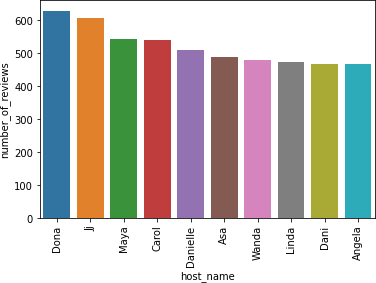 number_of_reviews
600
500
400
300
200
100
0
Dona
Jj
Maya
Carol
Danielle
Asa
Wanda
Linda
Dani
Angela
host_name